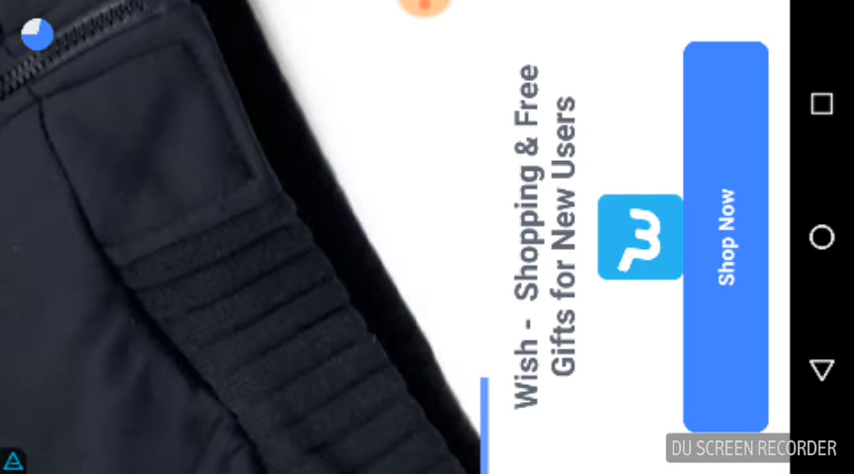 Wish - Shopping & Free
Gifts for New Users
Shop Now
DU SCREEN RECORDER